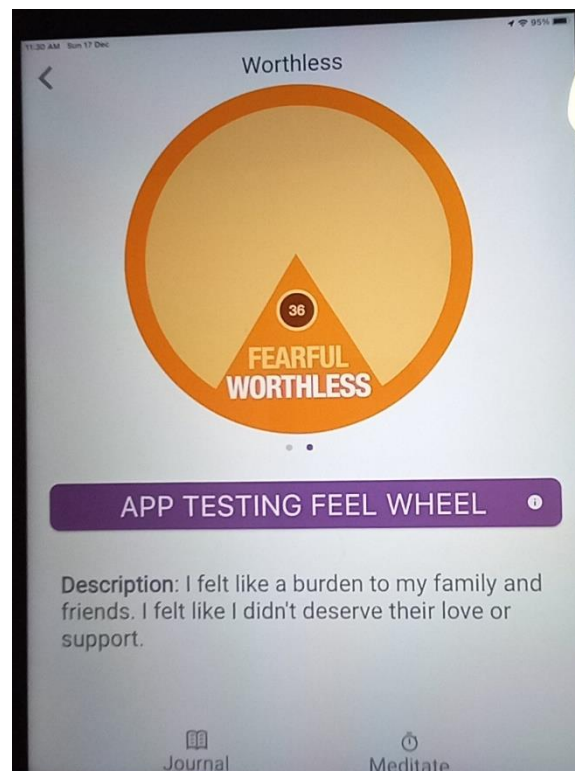 95%
11:30 AM Sun 17 Dec
Worthless
36
FEARFUL
WORTHLESS
APP TESTING FEEL WHEEL
Description: I felt like a burden to my family and
friends. I felt like I didn't deserve their love or
support.
Journal Meditate